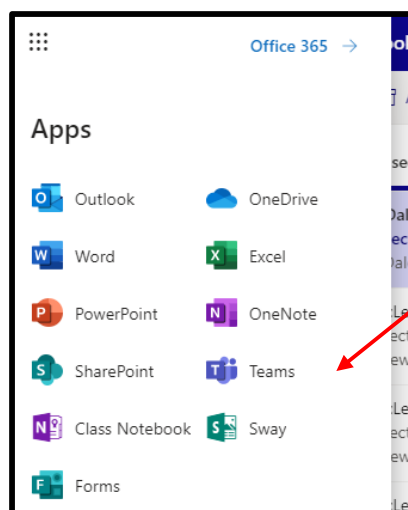 Office 365 →
Apps
Outlook OneDrive
Word Excel
PowerPoint OneNote
SharePoint Teams
Class Notebook Sway
Forms